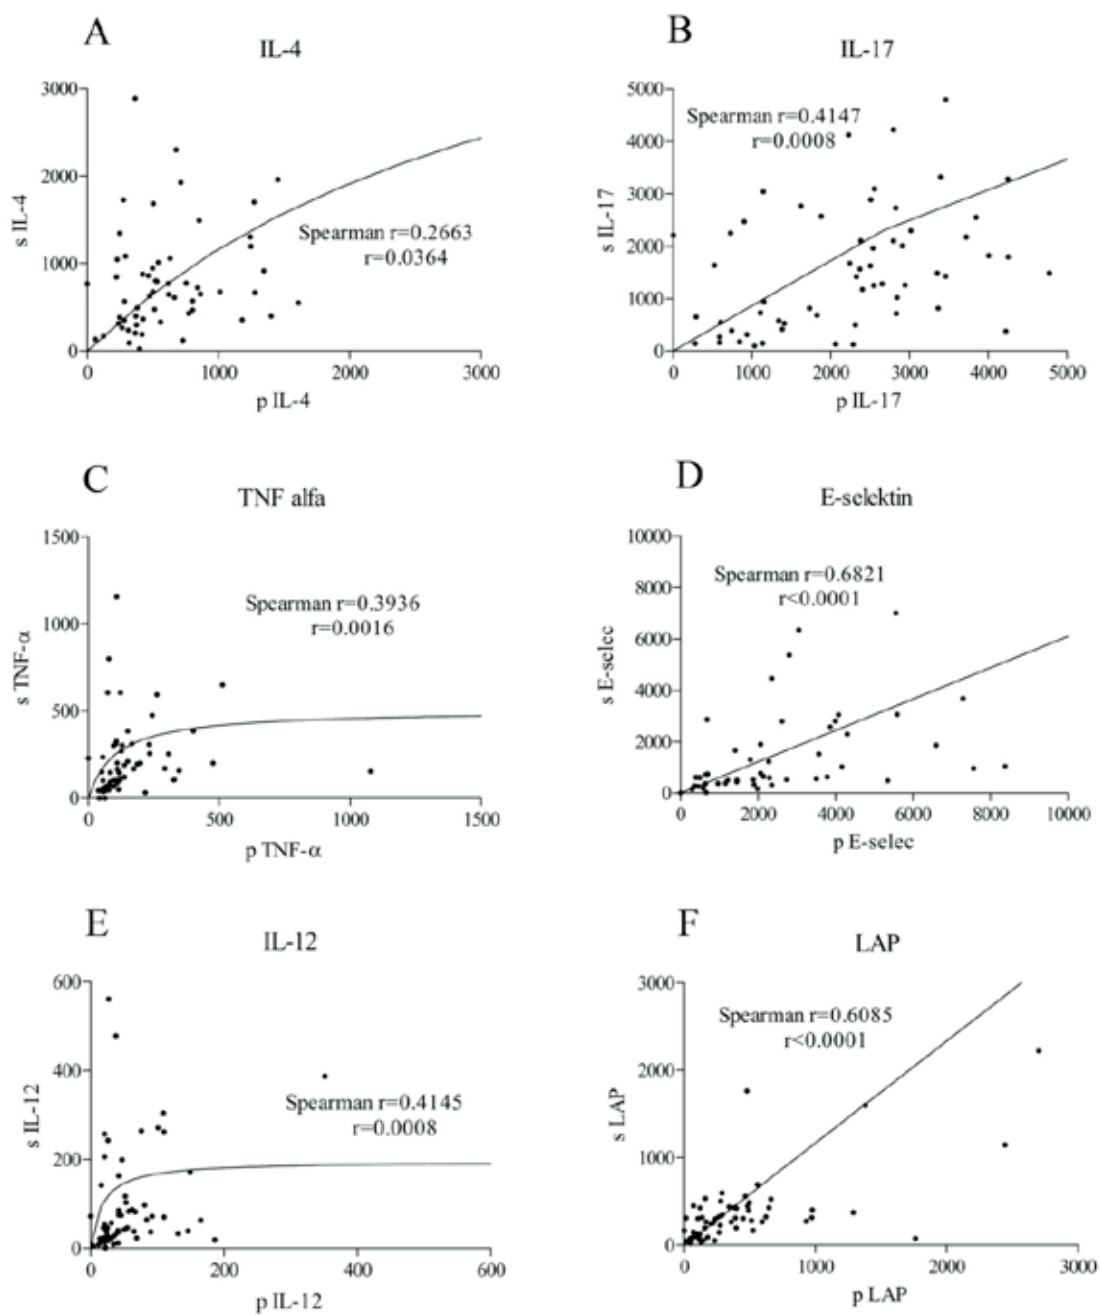 A
IL-4
3000
2000
1000
0
s IL-4
Spearman r=0.2663
r=0.0364
0 1000 2000 3000
p IL-4
B
IL-17
5000
4000
3000
2000
1000
0
s IL-17
Spearman r=0.4147
r=0.0008
0 1000 2000 3000 4000 5000
p IL-17
C
TNF alfa
1500
1000
500
0
s TNF-α
Spearman r=0.3936
r=0.0016
0 500 1000 1500
p TNF-α
D
E-selektin
10000
8000
6000
4000
2000
0
s E-selec
Spearman r=0.6821
r<0.0001
0 2000 4000 6000 8000 10000
p E-selec
E
IL-12
600
400
200
0
s IL-12
Spearman r=0.4145
r=0.0008
0 200 400 600
p IL-12
F
LAP
3000
2000
1000
0
s LAP
Spearman r=0.6085
r<0.0001
0 1000 2000 3000
p LAP